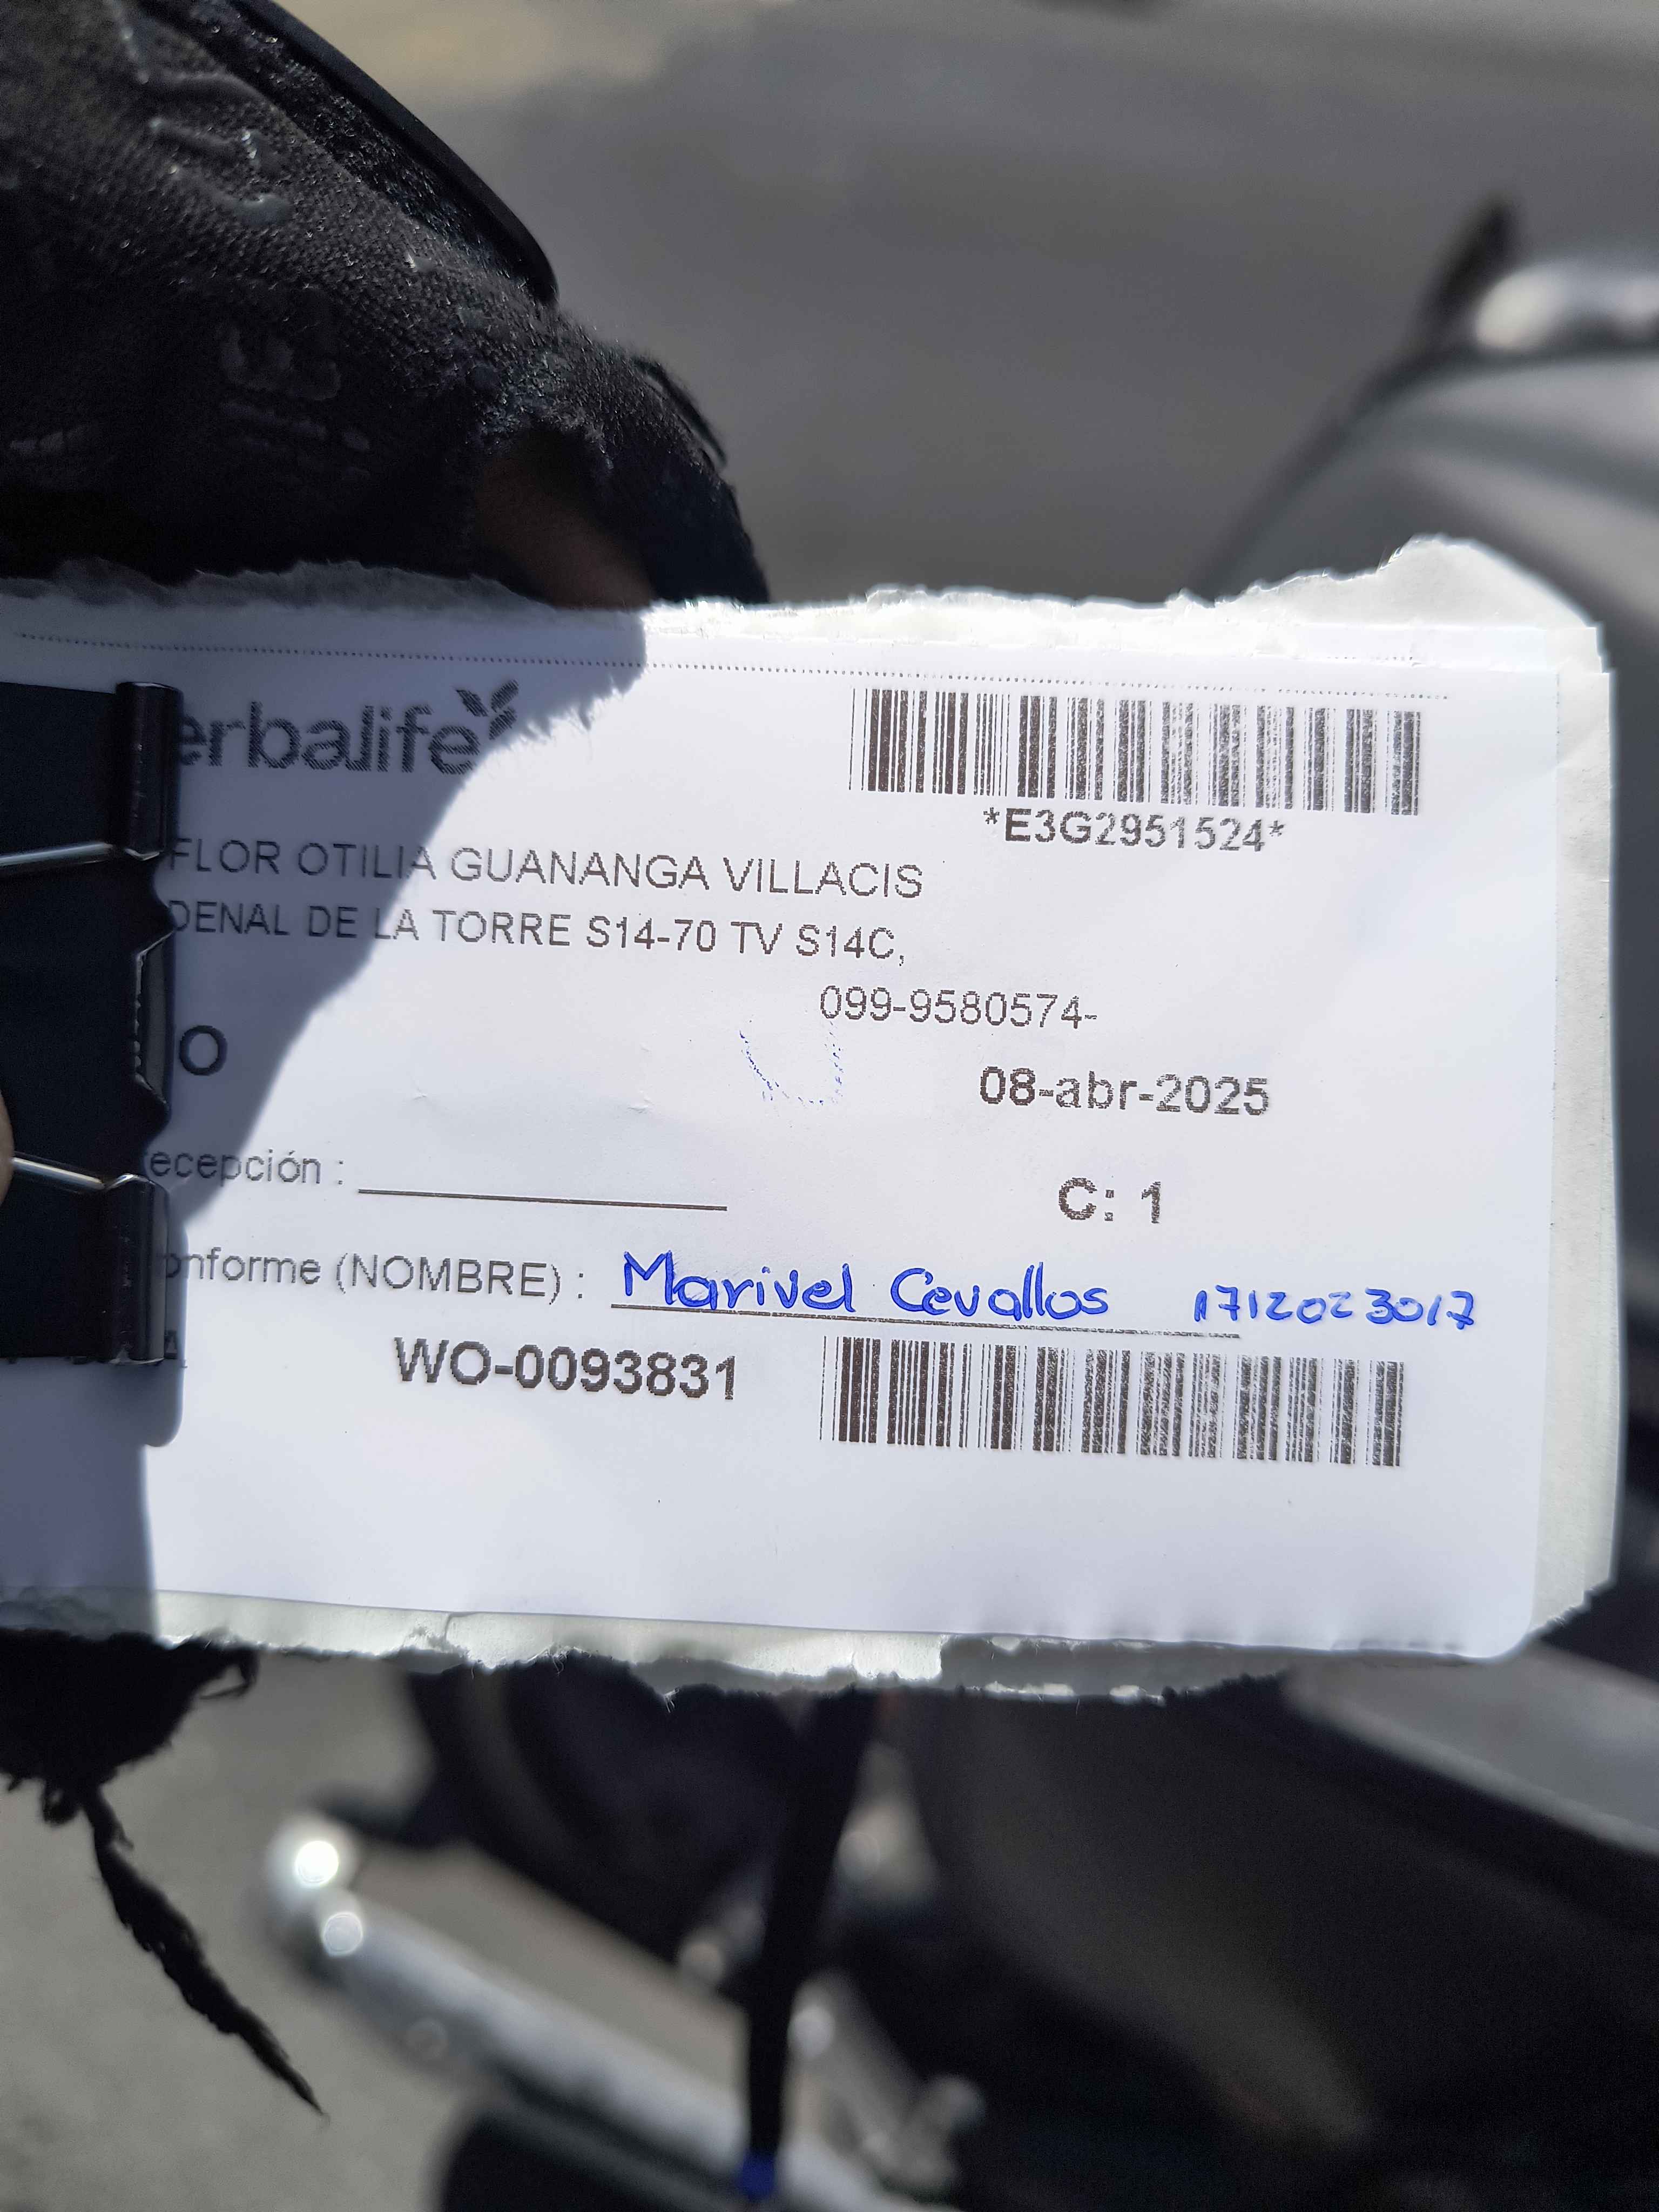 erbalife
*E3G2951524*
FLOR OTILIA GUANANGA VILLACIS
DENAL DE LA TORRE S14-70 TV S14C,
099-9580574-
O
08-abr-2025
ecepción :
C: 1
onforme (NOMBRE) : Marivel Cevallos 1712023017
WO-0093831